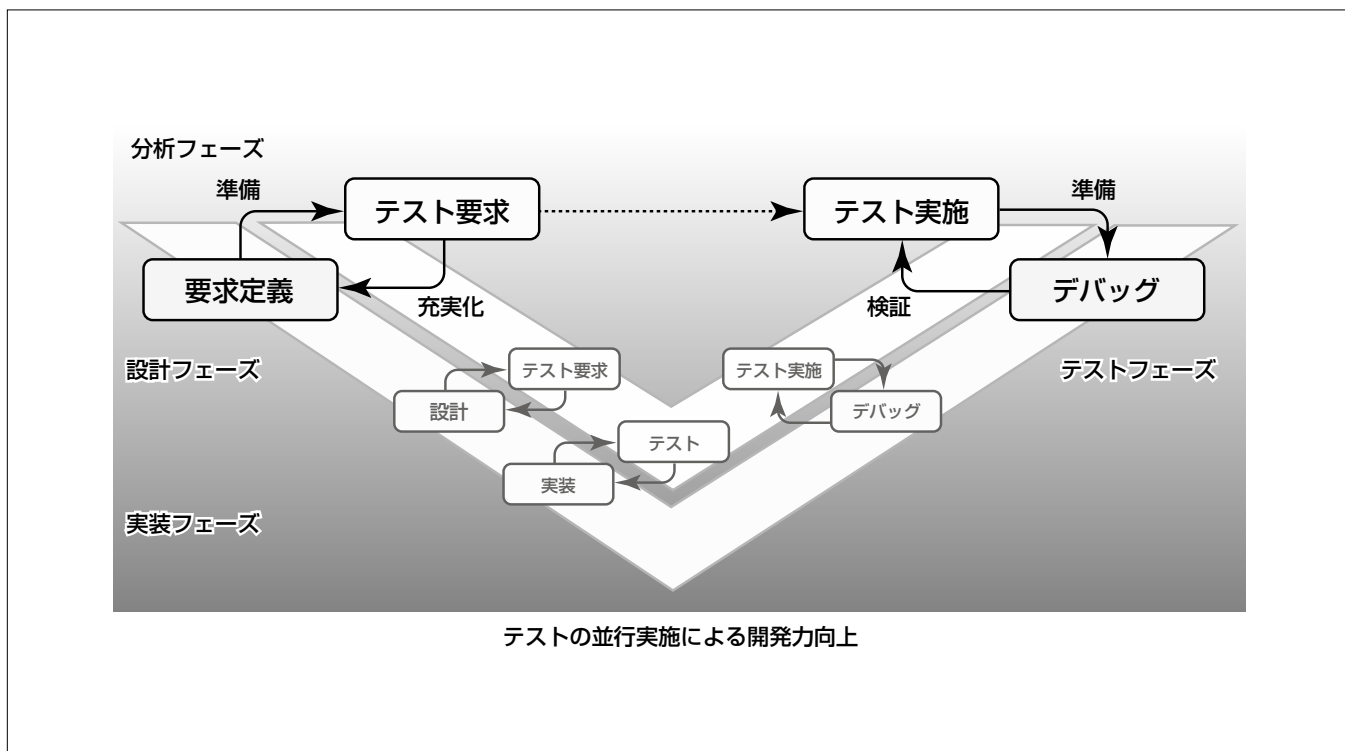 分析フェーズ
準備
テスト要求
テスト実施
準備
要求定義
充実化
検証
デバッグ
設計フェーズ
テスト要求
設計
テスト実施
デバッグ
テストフェーズ
テスト
実装
実装フェーズ
テストの並行実施による開発力向上